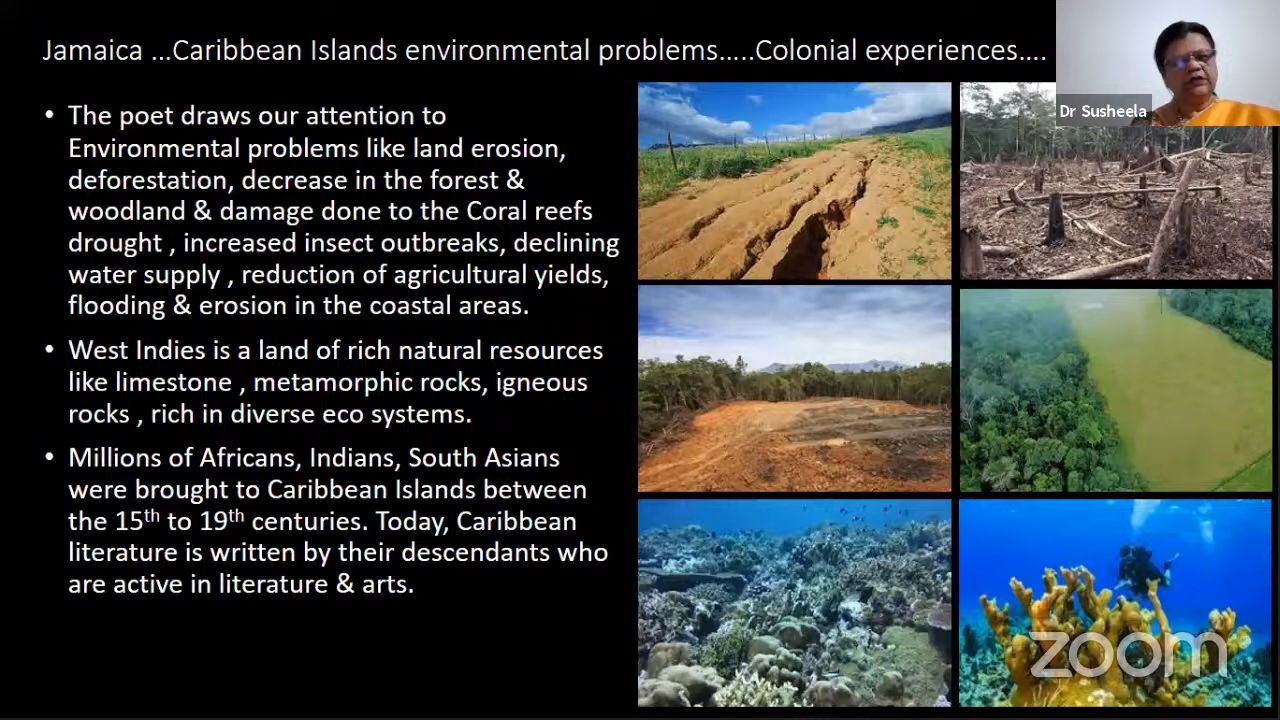 Jamaica ...Caribbean Islands environmental problems.....Colonial experiences....
Dr Susheela
• The poet draws our attention to
Environmental problems like land erosion,
deforestation, decrease in the forest &
woodland & damage done to the Coral reefs
drought , increased insect outbreaks, declining
water supply , reduction of agricultural yields,
flooding & erosion in the coastal areas.
• West Indies is a land of rich natural resources
like limestone , metamorphic rocks, igneous
rocks , rich in diverse eco systems.
• Millions of Africans, Indians, South Asians
were brought to Caribbean Islands between
the 15th to 19th centuries. Today, Caribbean
literature is written by their descendants who
are active in literature & arts.
zoom